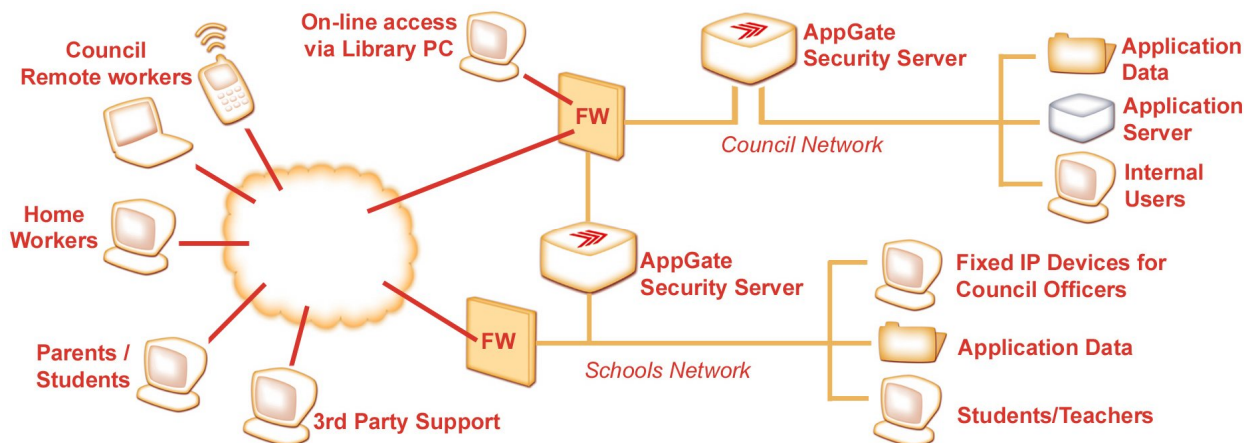 Council
Remote workers
On-line access
via Library PC
AppGate
Security Server
Application
Data
FW
Application
Server
Council Network
Internal
Users
Home
Workers
AppGate
Security Server
Fixed IP Devices for
Council Officers
FW
Application Data
Parents /
Students
Schools Network
3rd Party Support
Students/Teachers